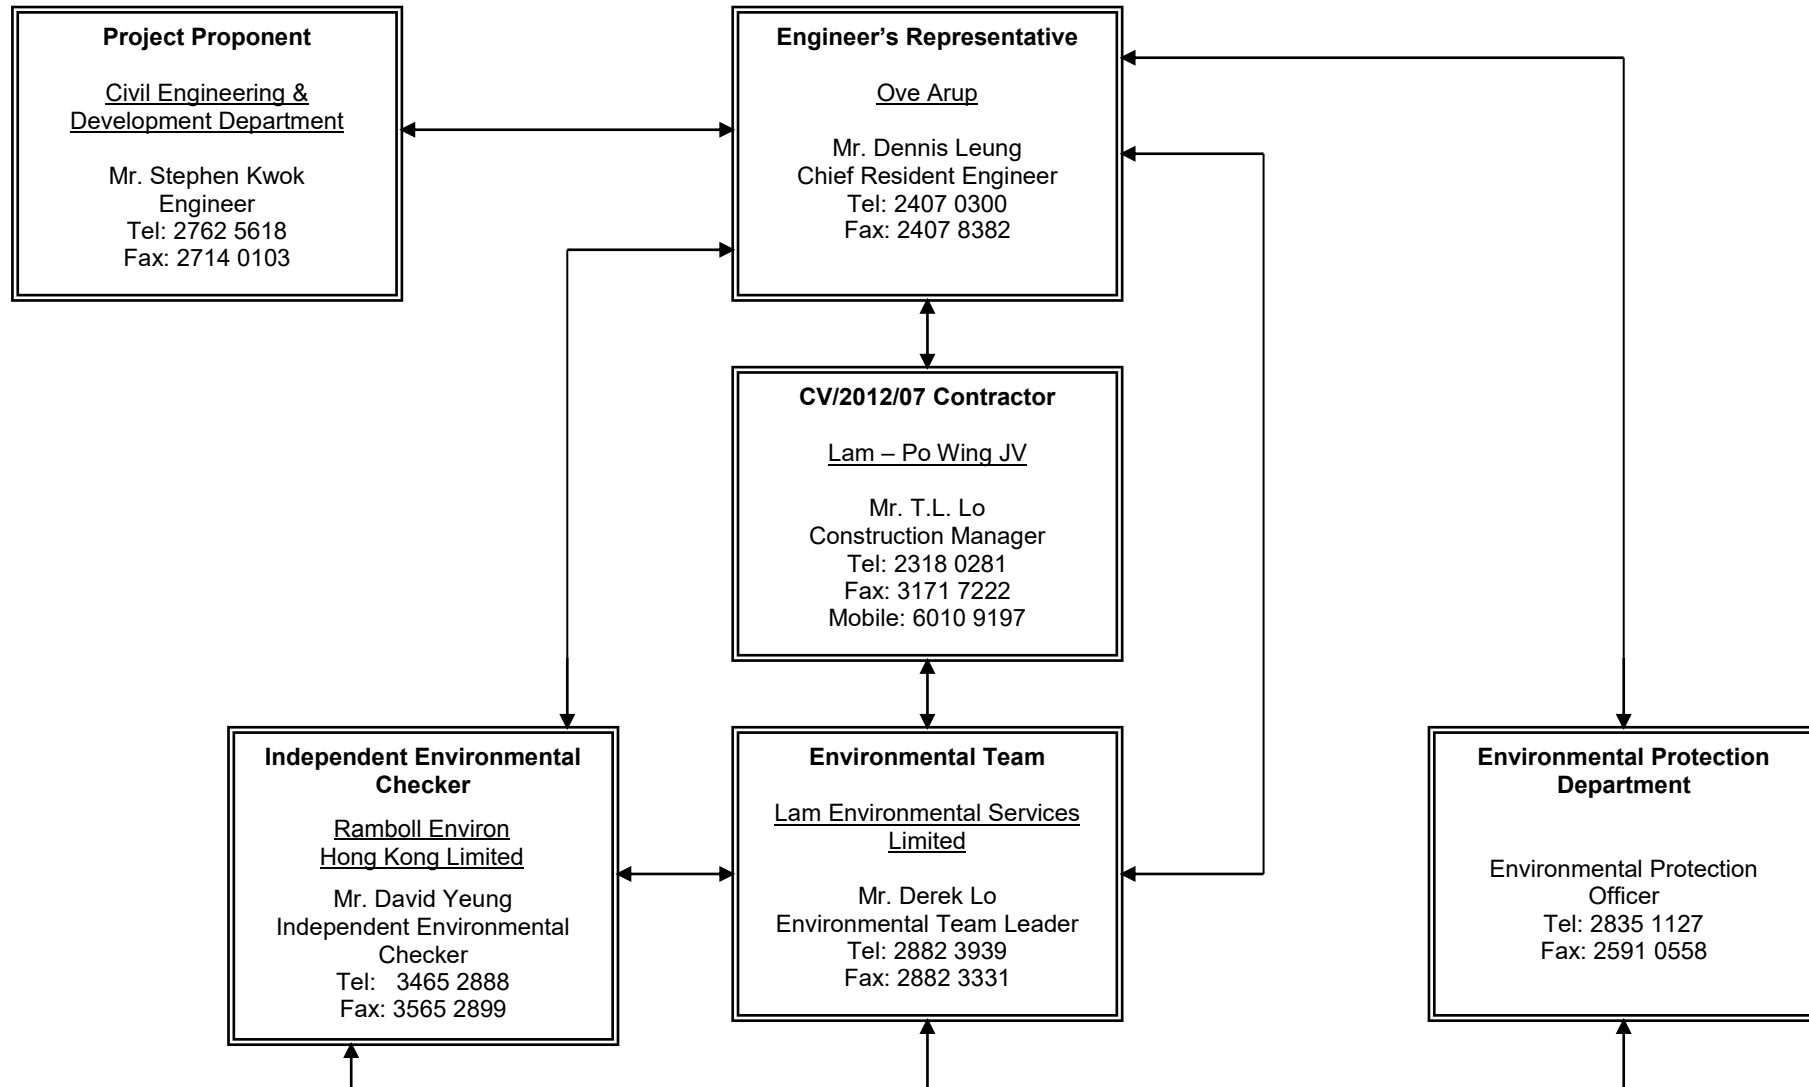 Project Proponent
Civil Engineering &
Development Department
Mr. Stephen Kwok
Engineer
Tel: 2762 5618
Fax: 2714 0103
Engineer’s Representative
Ove Arup
Mr. Dennis Leung
Chief Resident Engineer
Tel: 2407 0300
Fax: 2407 8382
CV/2012/07 Contractor
Lam – Po Wing JV
Mr. T.L. Lo
Construction Manager
Tel: 2318 0281
Fax: 3171 7222
Mobile: 6010 9197
Independent Environmental
Checker
Ramboll Environ
Hong Kong Limited
Mr. David Yeung
Independent Environmental
Checker
Tel: 3465 2888
Fax: 3565 2899
Environmental Team
Lam Environmental Services
Limited
Mr. Derek Lo
Environmental Team Leader
Tel: 2882 3939
Fax: 2882 3331
Environmental Protection
Department
Environmental Protection
Officer
Tel: 2835 1127
Fax: 2591 0558